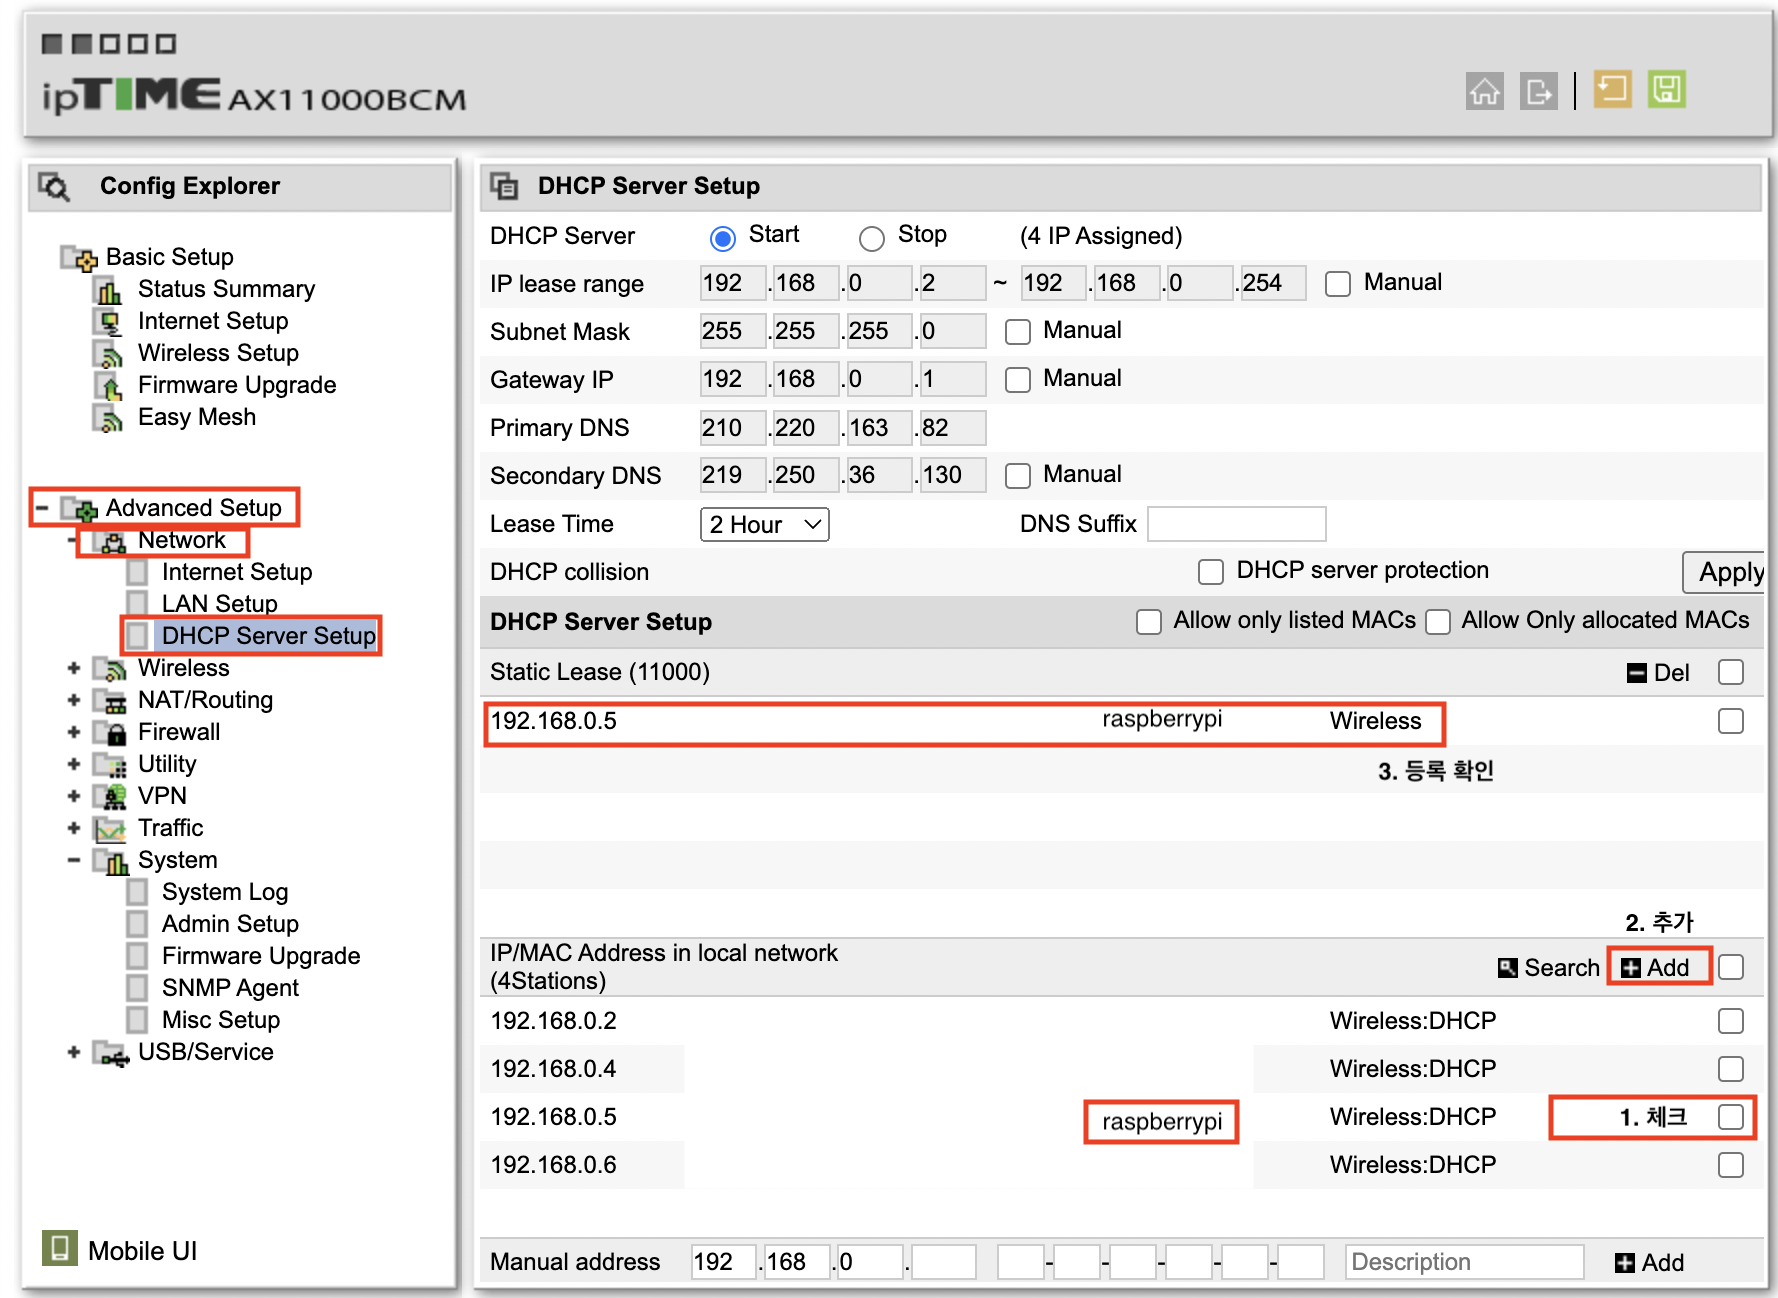 ipTIME AX11000BCM
Config Explorer
Basic Setup
Status Summary
Internet Setup
Wireless Setup
Firmware Upgrade
Easy Mesh
Advanced Setup
Network
Internet Setup
LAN Setup
DHCP Server Setup
Wireless
NAT/Routing
Firewall
Utility
VPN
Traffic
System
System Log
Admin Setup
Firmware Upgrade
SNMP Agent
Misc Setup
USB/Service
Mobile UI
DHCP Server Setup
DHCP Server Start Stop (4 IP Assigned)
IP lease range 192 .168 .0 .2 ~ 192 .168 .0 .254 Manual
Subnet Mask 255 .255 .255 .0 Manual
Gateway IP 192 .168 .0 .1 Manual
Primary DNS 210 .220 .163 .82
Secondary DNS 219 .250 .36 .130 Manual
Lease Time 2 Hour DNS Suffix
DHCP collision DHCP server protection Apply
DHCP Server Setup Allow only listed MACs Allow Only allocated MACs
Static Lease (11000) Del
192.168.0.5 raspberrypi Wireless
3. 등록 확인
2. 추가
IP/MAC Address in local network
(4Stations) Search Add
192.168.0.2 Wireless:DHCP
192.168.0.4 Wireless:DHCP
192.168.0.5 raspberrypi Wireless:DHCP 1. 체크
192.168.0.6 Wireless:DHCP
Manual address 192 .168 .0 . - - - - - Description Add